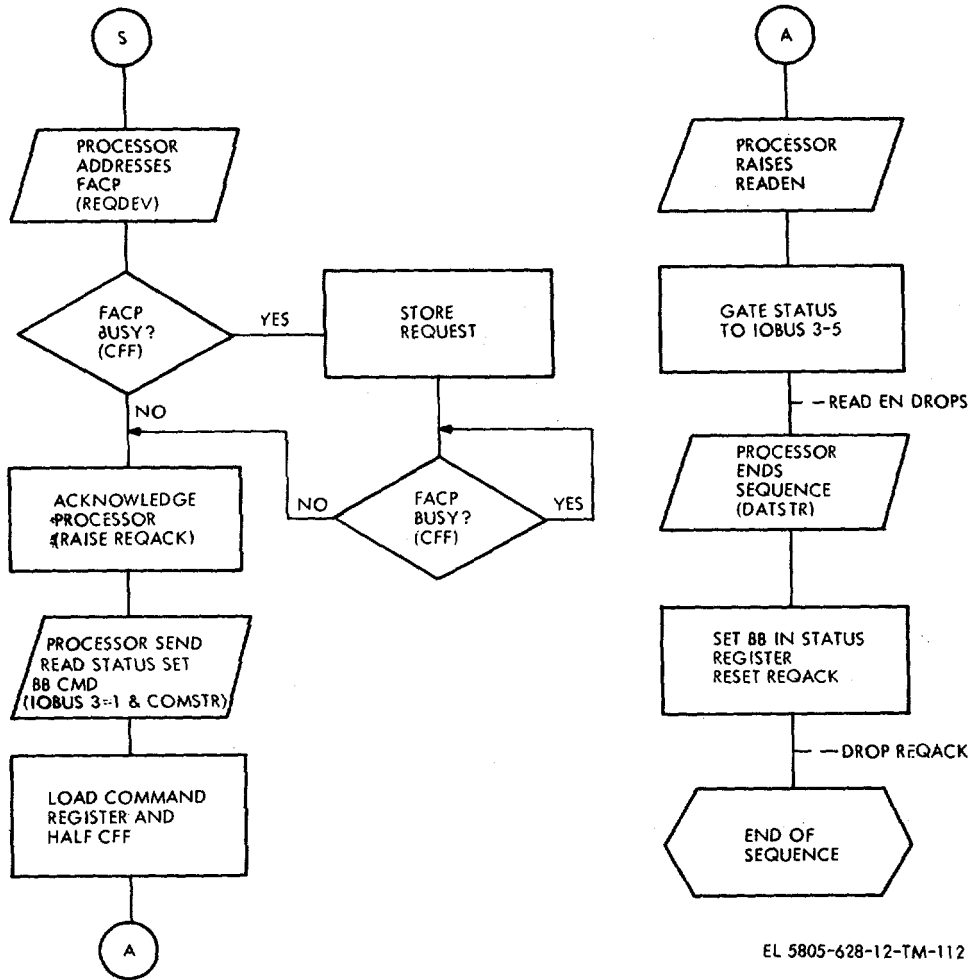 S
PROCESSOR
ADDRESSES
FACP
(REQDEV)
FACP
BUSY?
(CFF)
YES
STORE
REQUEST
NO
FACP
BUSY?
(CFF)
NO
YES
ACKNOWLEDGE
PROCESSOR
(RAISE REQACK)
PROCESSOR SEND
READ STATUS SET
BB CMD
(IOBUS 3=1 & COMSTR)
LOAD COMMAND
REGISTER AND
HALF CFF
A
A
PROCESSOR
RAISES
READEN
GATE STATUS
TO IOBUS 3-5
READ EN DROPS
PROCESSOR
ENDS
SEQUENCE
(DATSTR)
SET BB IN STATUS
REGISTER
RESET REQACK
DROP REQACK
END OF
SEQUENCE
EL 5805-628-12-TM-112